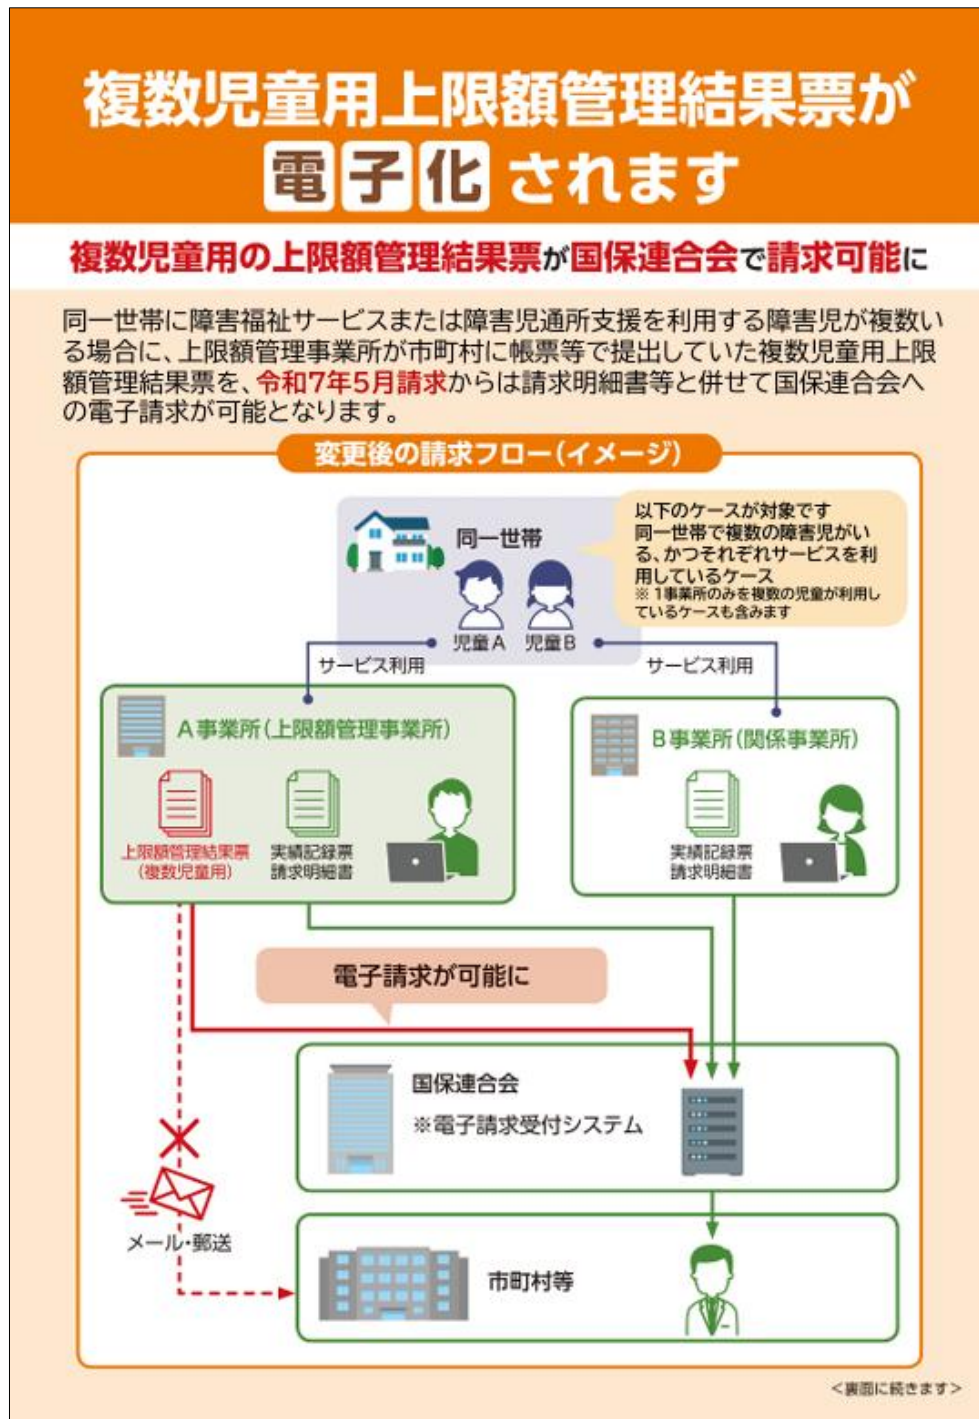 複数児童用上限額管理結果票が
電子化されます
複数児童用の上限額管理結果票が国保連合会で請求可能に
同一世帯に障害福祉サービスまたは障害児通所支援を利用する障害児が複数い
る場合に、上限額管理事業所が市町村に帳票等で提出していた複数児童用上限
額管理結果票を、令和7年5月請求からは請求明細書等と併せて国保連合会へ
の電子請求が可能となります。
変更後の請求フロー(イメージ)
同一世帯
以下のケースが対象です
同一世帯で複数の障害児がい
る、かつそれぞれサービスを利
用しているケース
※1事業所のみを複数の児童が利用し
ているケースも含みます
児童A 児童B
サービス利用
サービス利用
A事業所(上限額管理事業所)
B事業所(関係事業所)
上限額管理結果票
(複数児童用)
実績記録票
請求明細書
実績記録票
請求明細書
電子請求が可能に
国保連合会
※電子請求受付システム
メール・郵送
市町村等
<裏面に続きます>